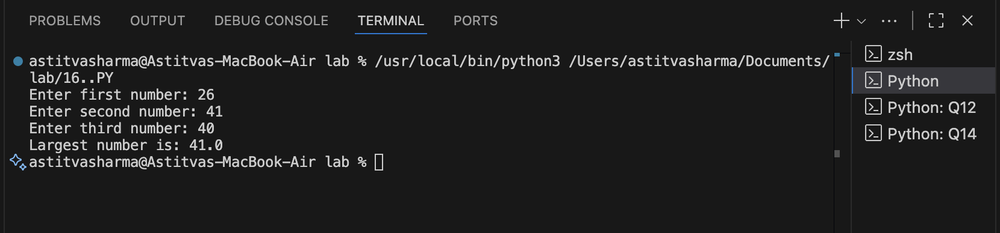 PROBLEMS OUTPUT DEBUG CONSOLE TERMINAL PORTS
astitvasharma@Astitvas-MacBook-Air lab % /usr/local/bin/python3 /Users/astitvasharma/Documents/
lab/16..PY
Enter first number: 26
Enter second number: 41
Enter third number: 40
Largest number is: 41.0
astitvasharma@Astitvas-MacBook-Air lab %
zsh
Python
Python: Q12
Python: Q14